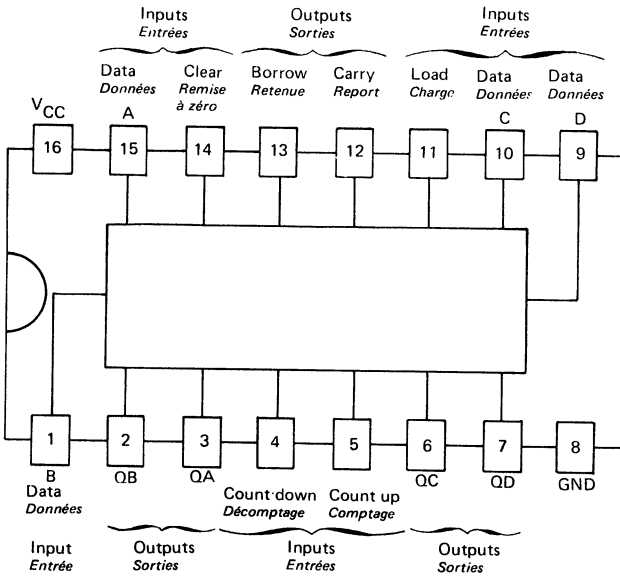 Inputs Outputs Inputs
Entrées Sorties Entrées
Data Clear Borrow Carry Load Data Data
Données Remise à zéro Retenue Report Charge Données Données
VCC A C D
16 15 14 13 12 11 10 9
1 2 3 4 5 6 7 8
B QB QA QC QD GND
Data Count·down Count up
Données Décomptage Comptage
Input Outputs Inputs Outputs
Entrée Sorties Entrées Sorties